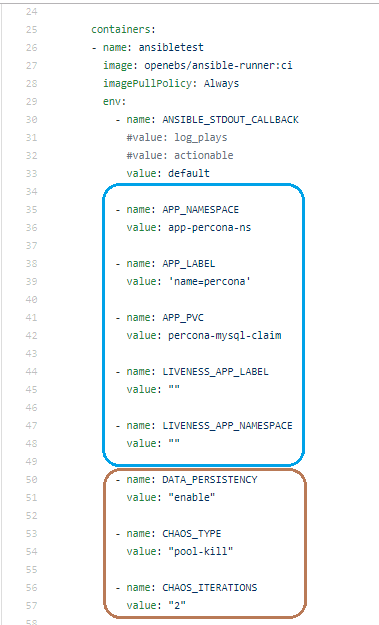 24
25 containers:
26 - name: ansibletest
27 image: openebs/ansible-runner:ci
28 imagePullPolicy: Always
29 env:
30 - name: ANSIBLE_STDOUT_CALLBACK
31 #value: log_plays
32 #value: actionable
33 value: default
34
35 - name: APP_NAMESPACE
36 value: app-percona-ns
37
38 - name: APP_LABEL
39 value: 'name=percona'
40
41 - name: APP_PVC
42 value: percona-mysql-claim
43
44 - name: LIVENESS_APP_LABEL
45 value: ""
46
47 - name: LIVENESS_APP_NAMESPACE
48 value: ""
49
50 - name: DATA_PERSISTENCY
51 value: "enable"
52
53 - name: CHAOS_TYPE
54 value: "pool-kill"
55
56 - name: CHAOS_ITERATIONS
57 value: "2"
58